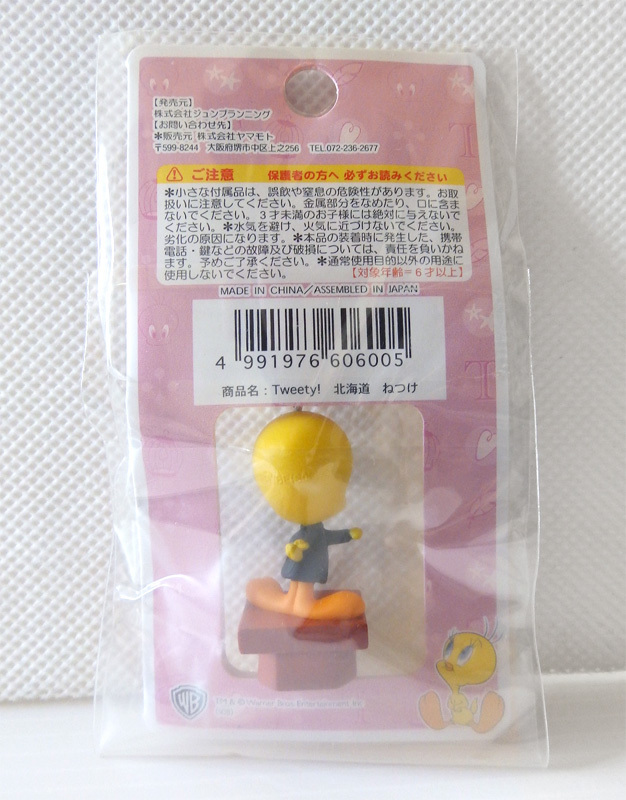 【発売元】
株式会社ジュンプランニング
【お問い合わせ先】
＊販売元 株式会社ヤマモト
〒599-8244 大阪府堺市中区上之256 TEL.072-236-2677
ご注意 保護者の方へ 必ずお読みください
＊小さな付属品は、誤飲や窒息の危険性があります。お取
扱いに注意してください。金属部分をなめたり、口に含ま
ないでください。3才未満のお子様には絶対に与えないで
ください。＊水気を避け、火気に近づけないでください。
劣化の原因になります。＊本品の装着時に発生した、携帯
電話・鍵などの故障及び破損については、責任を負いかね
ます。予めご了承ください。＊通常使用目的以外の用途に
使用しないでください。 【対象年齢＝6才以上】
MADE IN CHINA／ASSEMBLED IN JAPAN
4 991976 606005
商品名：Tweety! 北海道 ねつけ
WB
TM & © Warner Bros. Entertainment Inc.